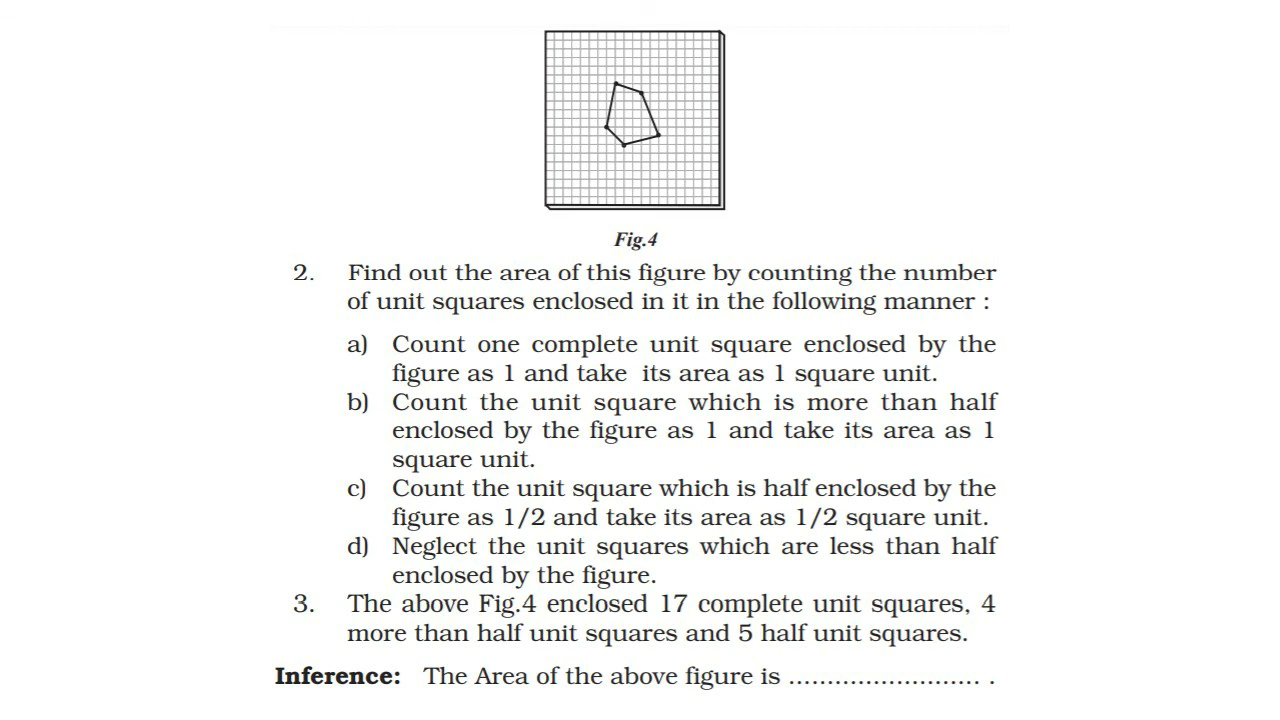 Fig.4
2. Find out the area of this figure by counting the number
of unit squares enclosed in it in the following manner :
a) Count one complete unit square enclosed by the
figure as 1 and take its area as 1 square unit.
b) Count the unit square which is more than half
enclosed by the figure as 1 and take its area as 1
square unit.
c) Count the unit square which is half enclosed by the
figure as 1/2 and take its area as 1/2 square unit.
d) Neglect the unit squares which are less than half
enclosed by the figure.
3. The above Fig.4 enclosed 17 complete unit squares, 4
more than half unit squares and 5 half unit squares.
Inference: The Area of the above figure is ......................... .